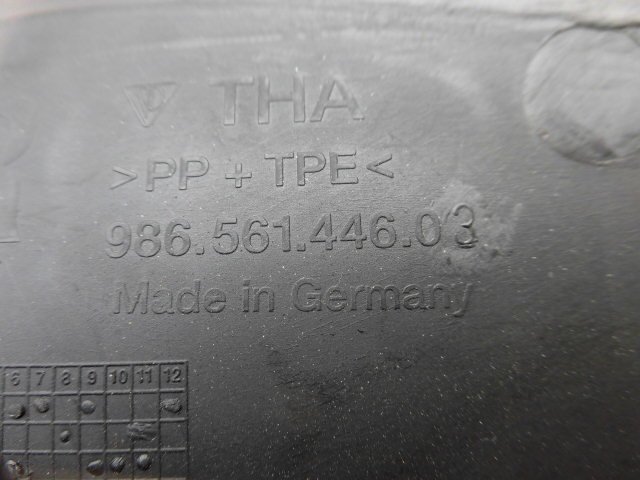 THA
>PP + TPE<
986.561.446.03
Made in Germany
6 7 8 9 10 11 12